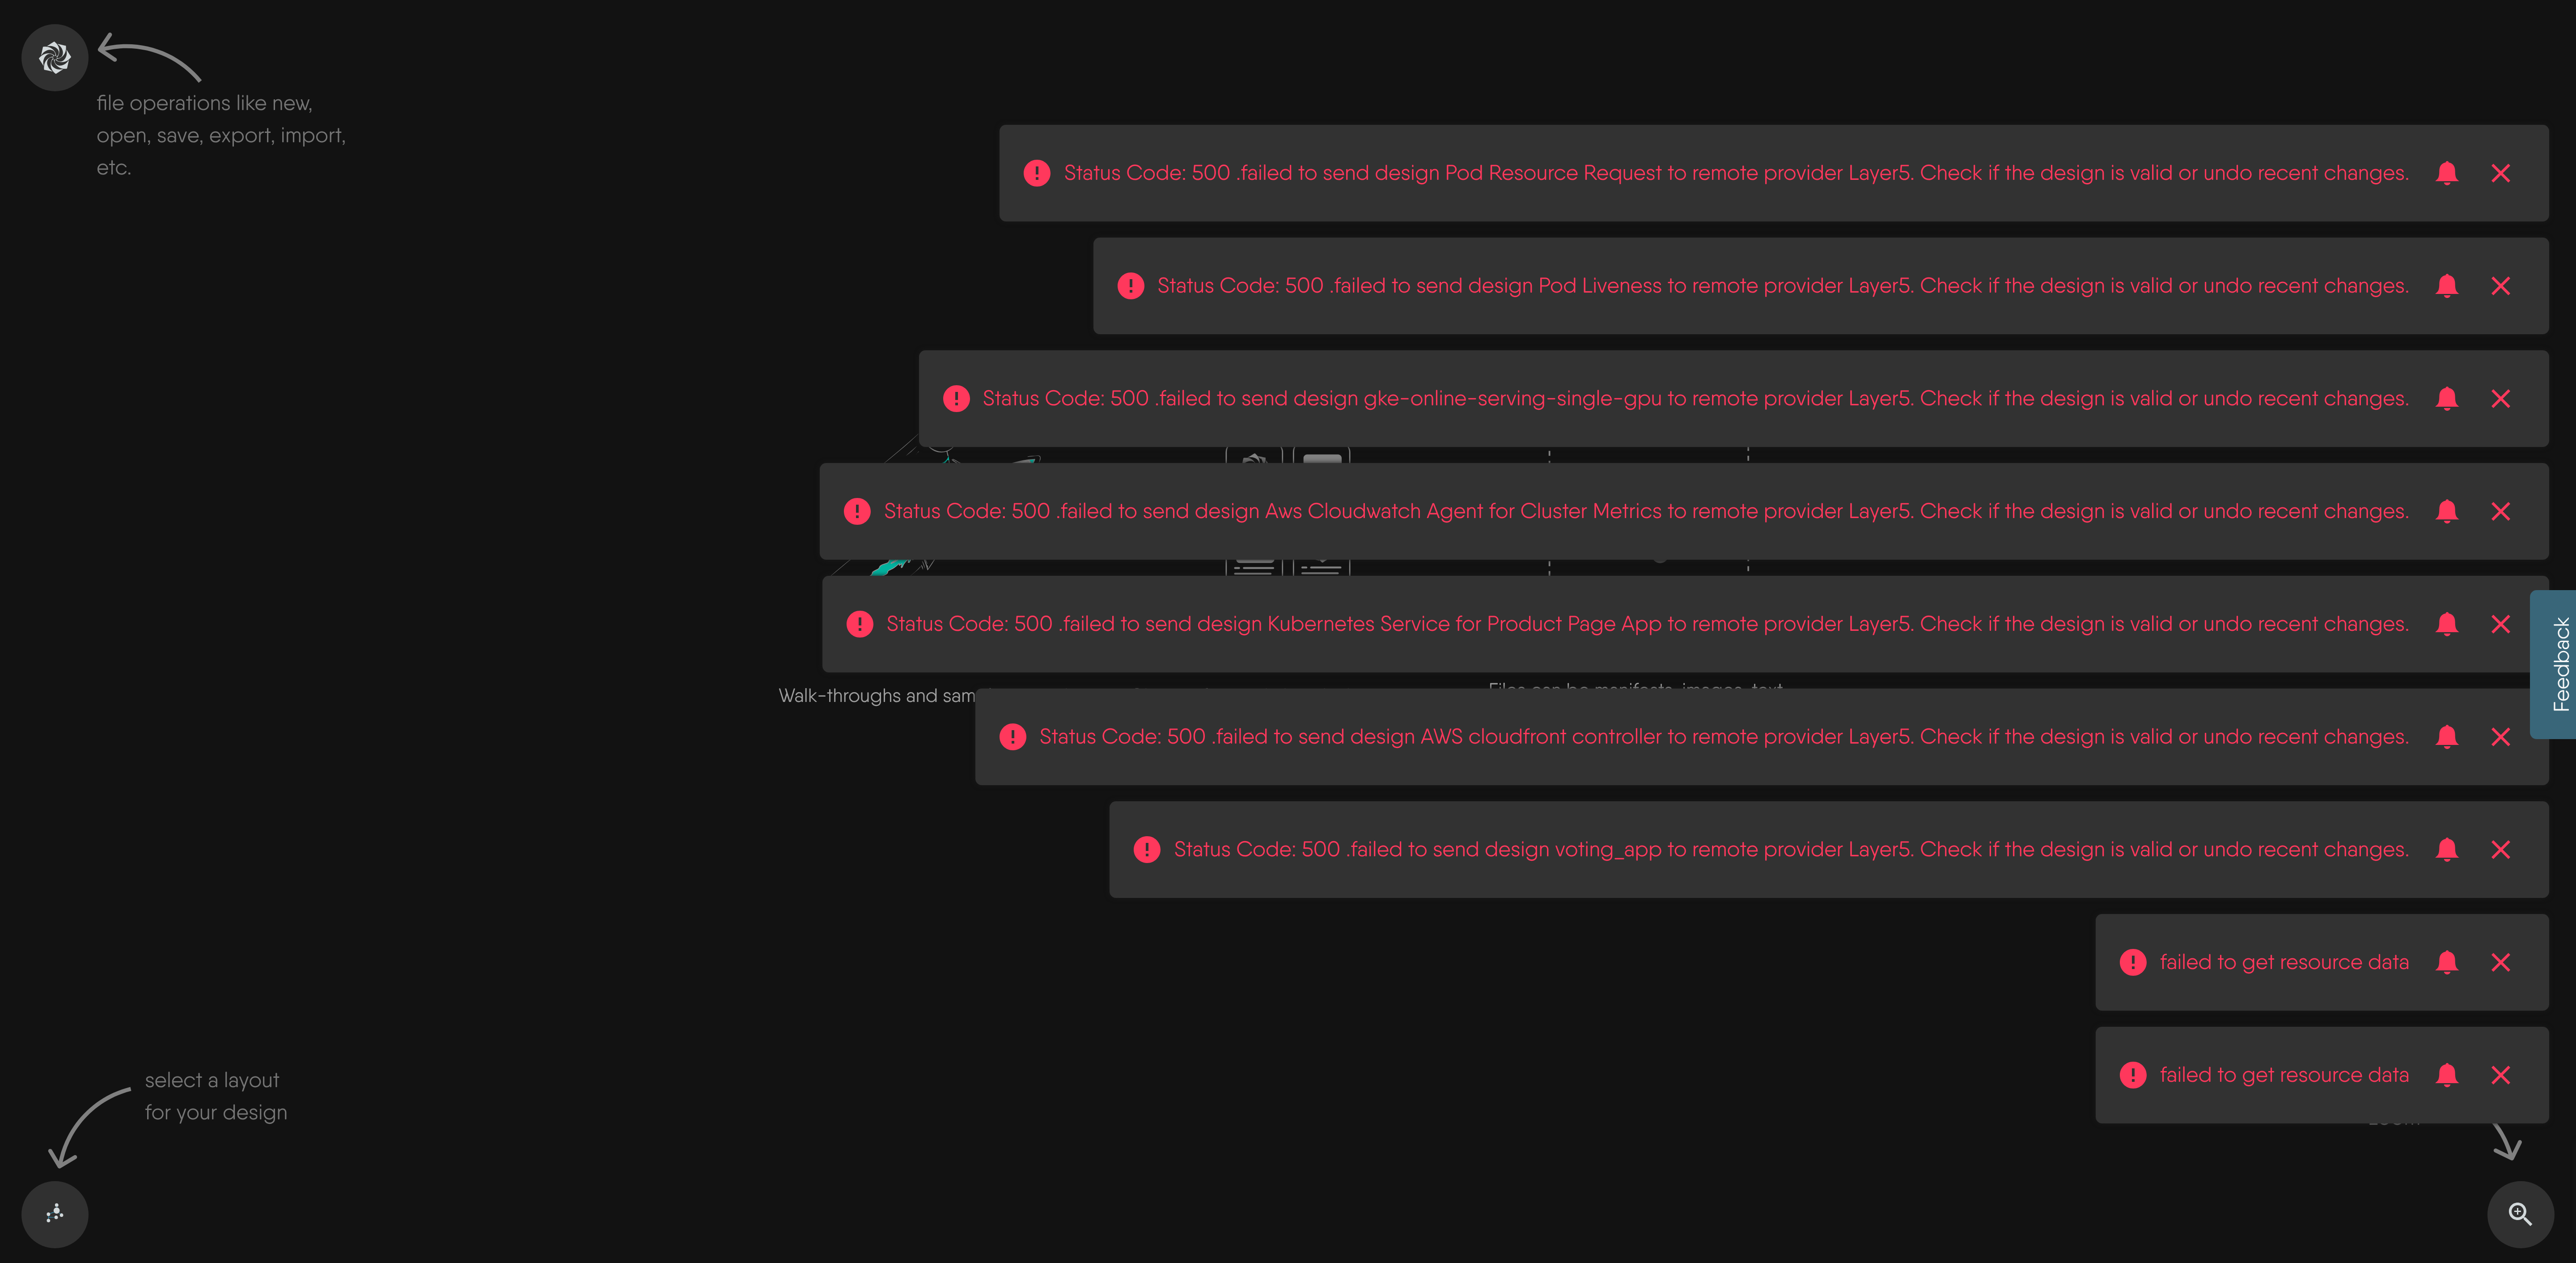 file operations like new,
open, save, export, import,
etc.
Status Code: 500 .failed to send design Pod Resource Request to remote provider Layer5. Check if the design is valid or undo recent changes.
Status Code: 500 .failed to send design Pod Liveness to remote provider Layer5. Check if the design is valid or undo recent changes.
Status Code: 500 .failed to send design gke-online-serving-single-gpu to remote provider Layer5. Check if the design is valid or undo recent changes.
Status Code: 500 .failed to send design Aws Cloudwatch Agent for Cluster Metrics to remote provider Layer5. Check if the design is valid or undo recent changes.
Status Code: 500 .failed to send design Kubernetes Service for Product Page App to remote provider Layer5. Check if the design is valid or undo recent changes.
Feedback
Walk-throughs and sam
Files can be manifests, images, text
Status Code: 500 .failed to send design AWS cloudfront controller to remote provider Layer5. Check if the design is valid or undo recent changes.
Status Code: 500 .failed to send design voting_app to remote provider Layer5. Check if the design is valid or undo recent changes.
failed to get resource data
failed to get resource data
select a layout
for your design